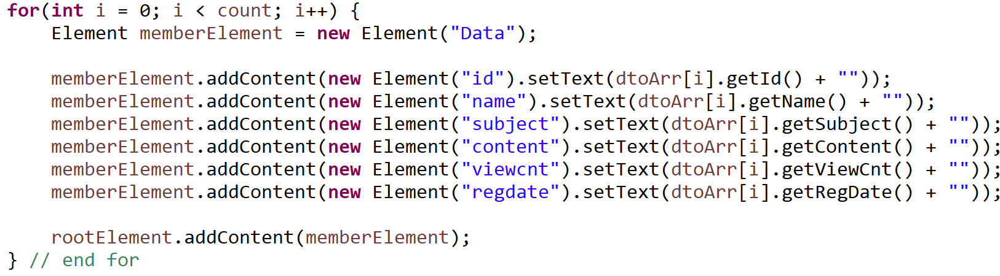 for(int i = 0; i < count; i++) {
    Element memberElement = new Element("Data");

    memberElement.addContent(new Element("id").setText(dtoArr[i].getId() + ""));
    memberElement.addContent(new Element("name").setText(dtoArr[i].getName() + ""));
    memberElement.addContent(new Element("subject").setText(dtoArr[i].getSubject() + ""));
    memberElement.addContent(new Element("content").setText(dtoArr[i].getContent() + ""));
    memberElement.addContent(new Element("viewcnt").setText(dtoArr[i].getViewCnt() + ""));
    memberElement.addContent(new Element("regdate").setText(dtoArr[i].getRegDate() + ""));

    rootElement.addContent(memberElement);
} // end for